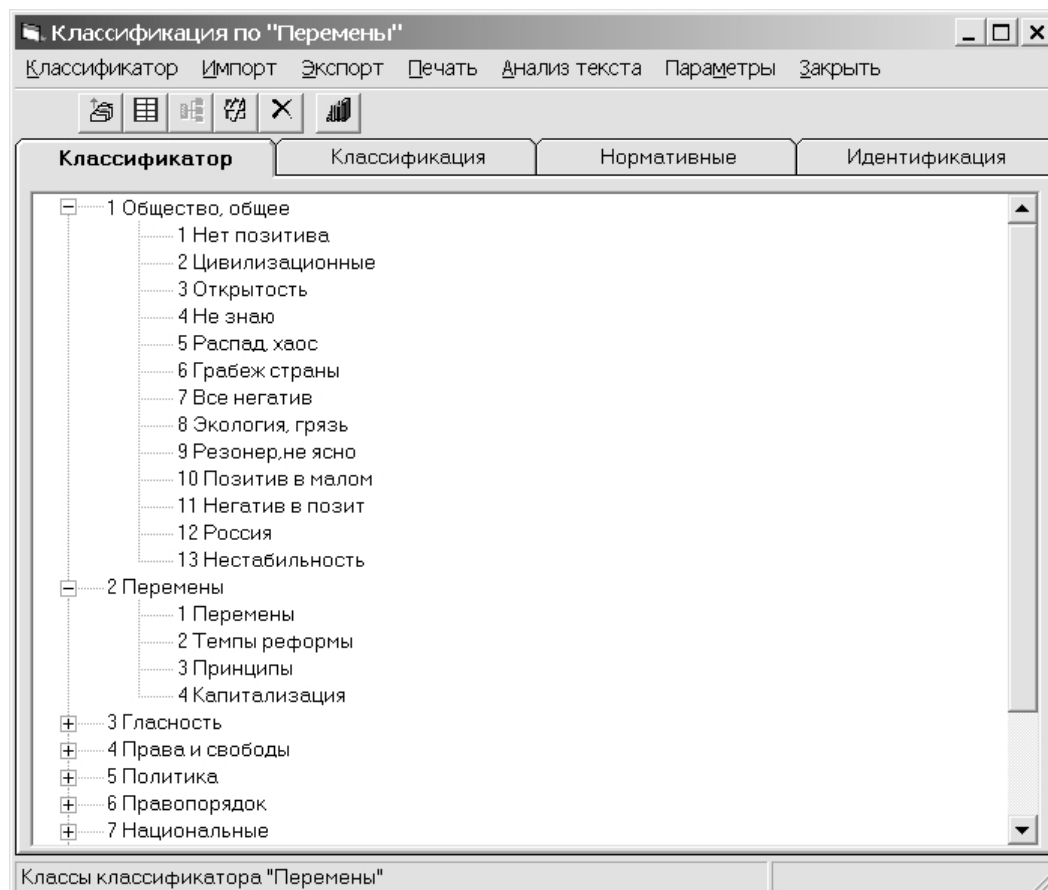 Классификация по "Перемены"
Классификатор Импорт Экспорт Печать Анализ текста Параметры Закрыть
Классификатор Классификация Нормативные Идентификация
1 Общество, общее
1 Нет позитива
2 Цивилизационные
3 Открытость
4 Не знаю
5 Распад, хаос
6 Грабеж страны
7 Все негатив
8 Экология, грязь
9 Резонер,не ясно
10 Позитив в малом
11 Негатив в позит
12 Россия
13 Нестабильность
2 Перемены
1 Перемены
2 Темпы реформы
3 Принципы
4 Капитализация
3 Гласность
4 Права и свободы
5 Политика
6 Правопорядок
7 Национальные
Классы классификатора "Перемены"